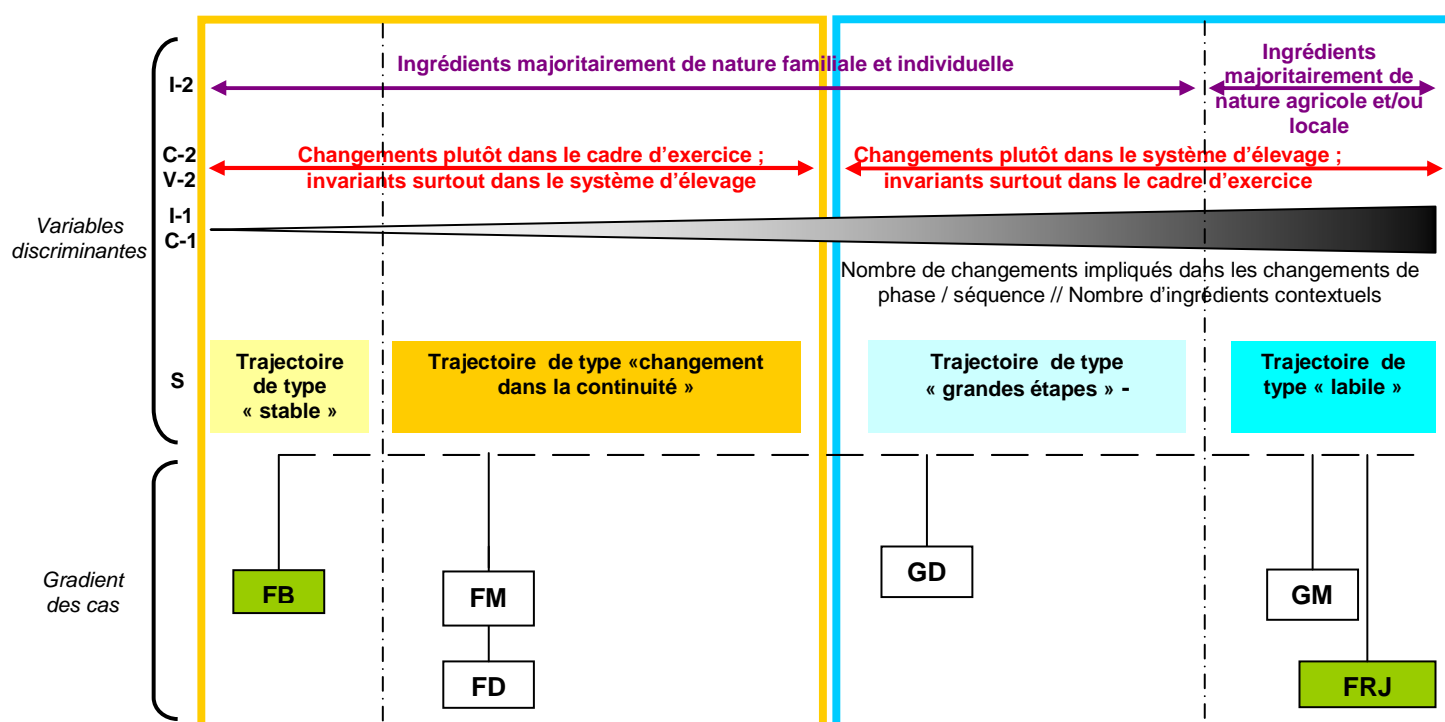 Variables
discriminantes
I-2
Ingrédients majoritairement de nature familiale et individuelle
Ingrédients
majoritairement de
nature agricole et/ou
locale
C-2
V-2
Changements plutôt dans le cadre d’exercice ;
invariants surtout dans le système d’élevage
Changements plutôt dans le système d’élevage ;
invariants surtout dans le cadre d’exercice
I-1
C-1
Nombre de changements impliqués dans les changements de
phase / séquence // Nombre d’ingrédients contextuels
S
Trajectoire
de type
« stable »
Trajectoire de type «changement
dans la continuité »
Trajectoire de type
« grandes étapes » -
Trajectoire de
type « labile »
Gradient
des cas
FB
FM
FD
GD
GM
FRJ